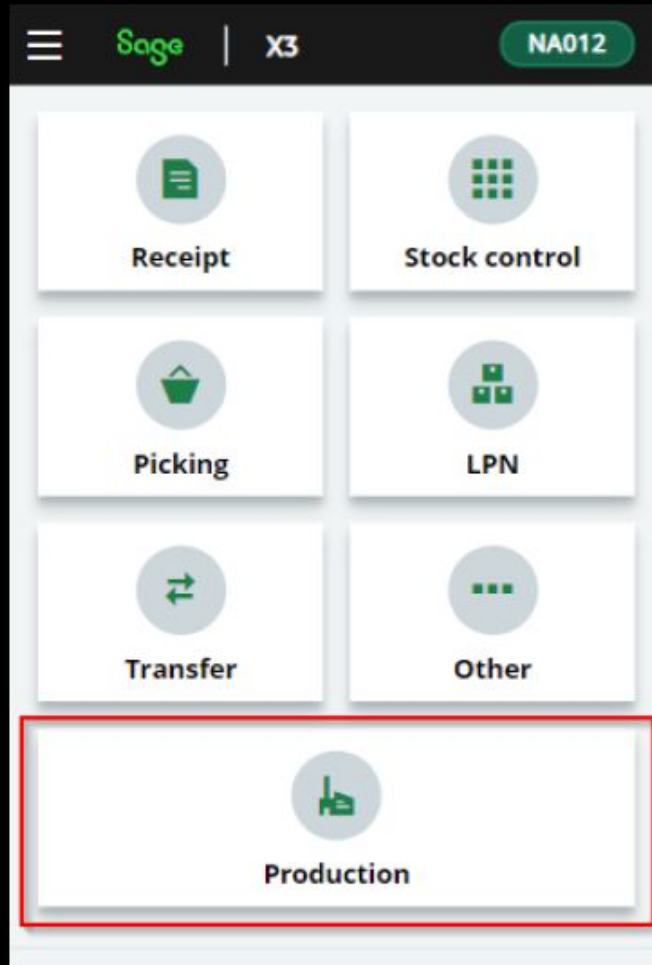 Sage | X3 NA012
Receipt Stock control
Picking LPN
Transfer Other
Production